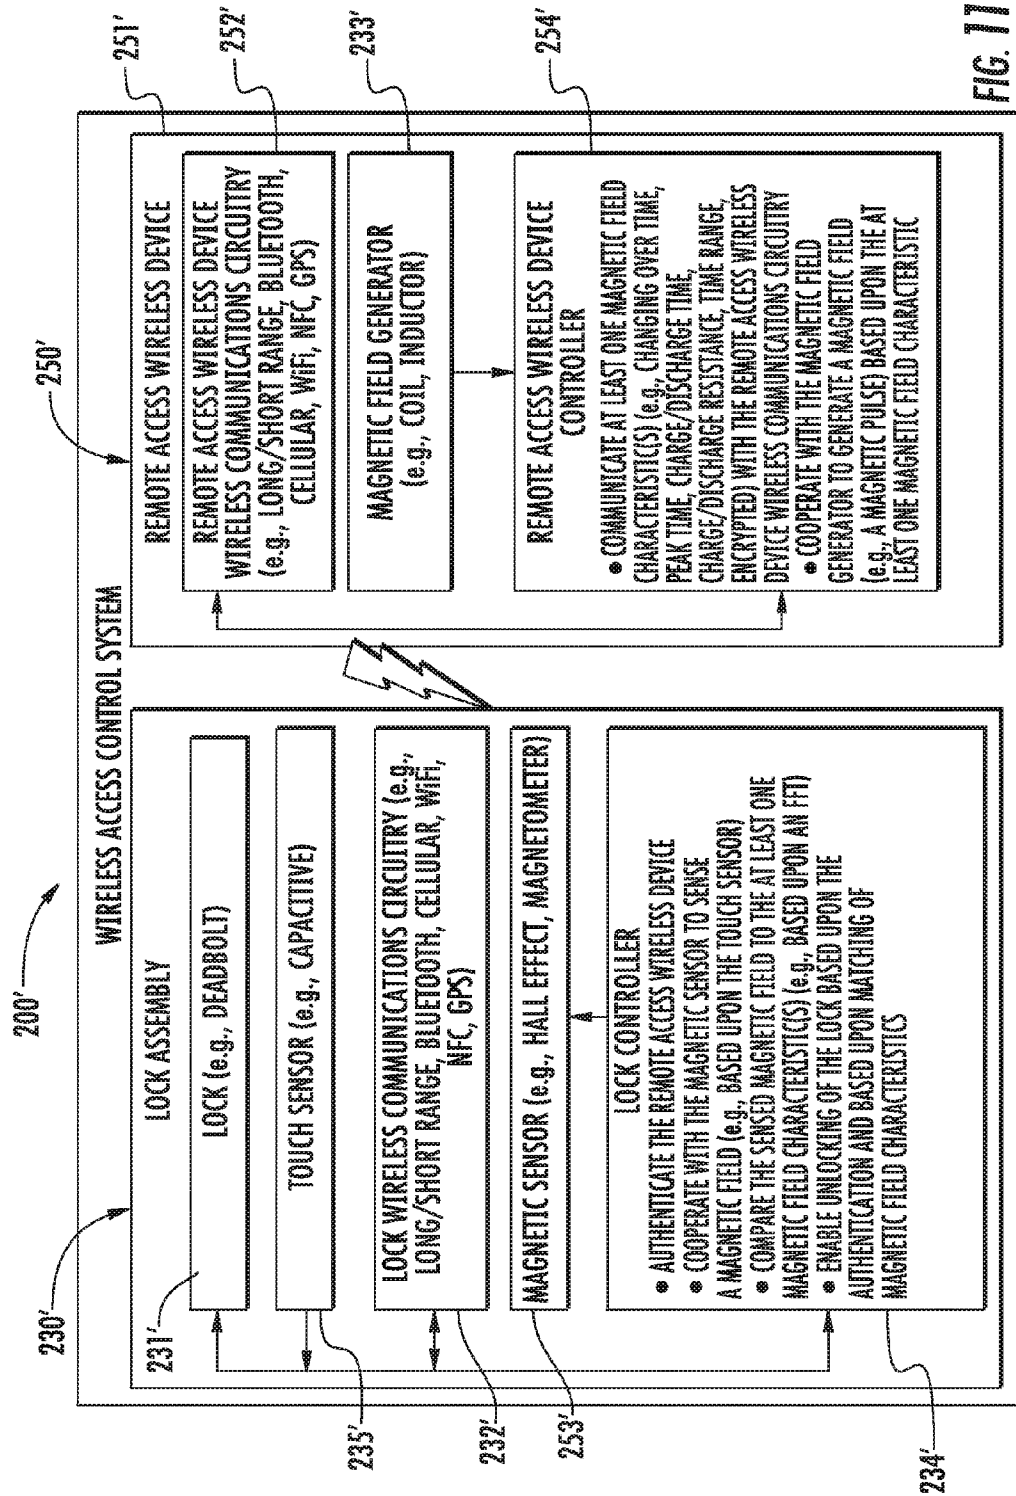 200'
WIRELESS ACCESS CONTROL SYSTEM
230'
LOCK ASSEMBLY
231'
LOCK (e.g., DEADBOLT)
TOUCH SENSOR (e.g., CAPACITIVE)
235'
LOCK WIRELESS COMMUNICATIONS CIRCUITRY (e.g.,
LONG/SHORT RANGE, BLUETOOTH, CELLULAR, WiFi,
NFC, GPS)
232'
MAGNETIC SENSOR (e.g., HALL EFFECT, MAGNETOMETER)
253'
LOCK CONTROLLER
● AUTHENTICATE THE REMOTE ACCESS WIRELESS DEVICE
● COOPERATE WITH THE MAGNETIC SENSOR TO SENSE
A MAGNETIC FIELD (e.g., BASED UPON THE TOUCH SENSOR)
● COMPARE THE SENSED MAGNETIC FIELD TO THE AT LEAST ONE
MAGNETIC FIELD CHARACTERISTIC(S) (e.g., BASED UPON AN FFT)
● ENABLE UNLOCKING OF THE LOCK BASED UPON THE
AUTHENTICATION AND BASED UPON MATCHING OF
MAGNETIC FIELD CHARACTERISTICS
234'
250'
251'
REMOTE ACCESS WIRELESS DEVICE
252'
REMOTE ACCESS WIRELESS DEVICE
WIRELESS COMMUNICATIONS CIRCUITRY
(e.g., LONG/SHORT RANGE, BLUETOOTH,
CELLULAR, WiFi, NFC, GPS)
233'
MAGNETIC FIELD GENERATOR
(e.g., COIL, INDUCTOR)
254'
REMOTE ACCESS WIRELESS DEVICE
CONTROLLER
● COMMUNICATE AT LEAST ONE MAGNETIC FIELD
CHARACTERISTIC(S) (e.g., CHANGING OVER TIME,
PEAK TIME, CHARGE/DISCHARGE TIME,
CHARGE/DISCHARGE RESISTANCE, TIME RANGE,
ENCRYPTED) WITH THE REMOTE ACCESS WIRELESS
DEVICE WIRELESS COMMUNICATIONS CIRCUITRY
● COOPERATE WITH THE MAGNETIC FIELD
GENERATOR TO GENERATE A MAGNETIC FIELD
(e.g., A MAGNETIC PULSE) BASED UPON THE AT
LEAST ONE MAGNETIC FIELD CHARACTERISTIC
FIG. 11